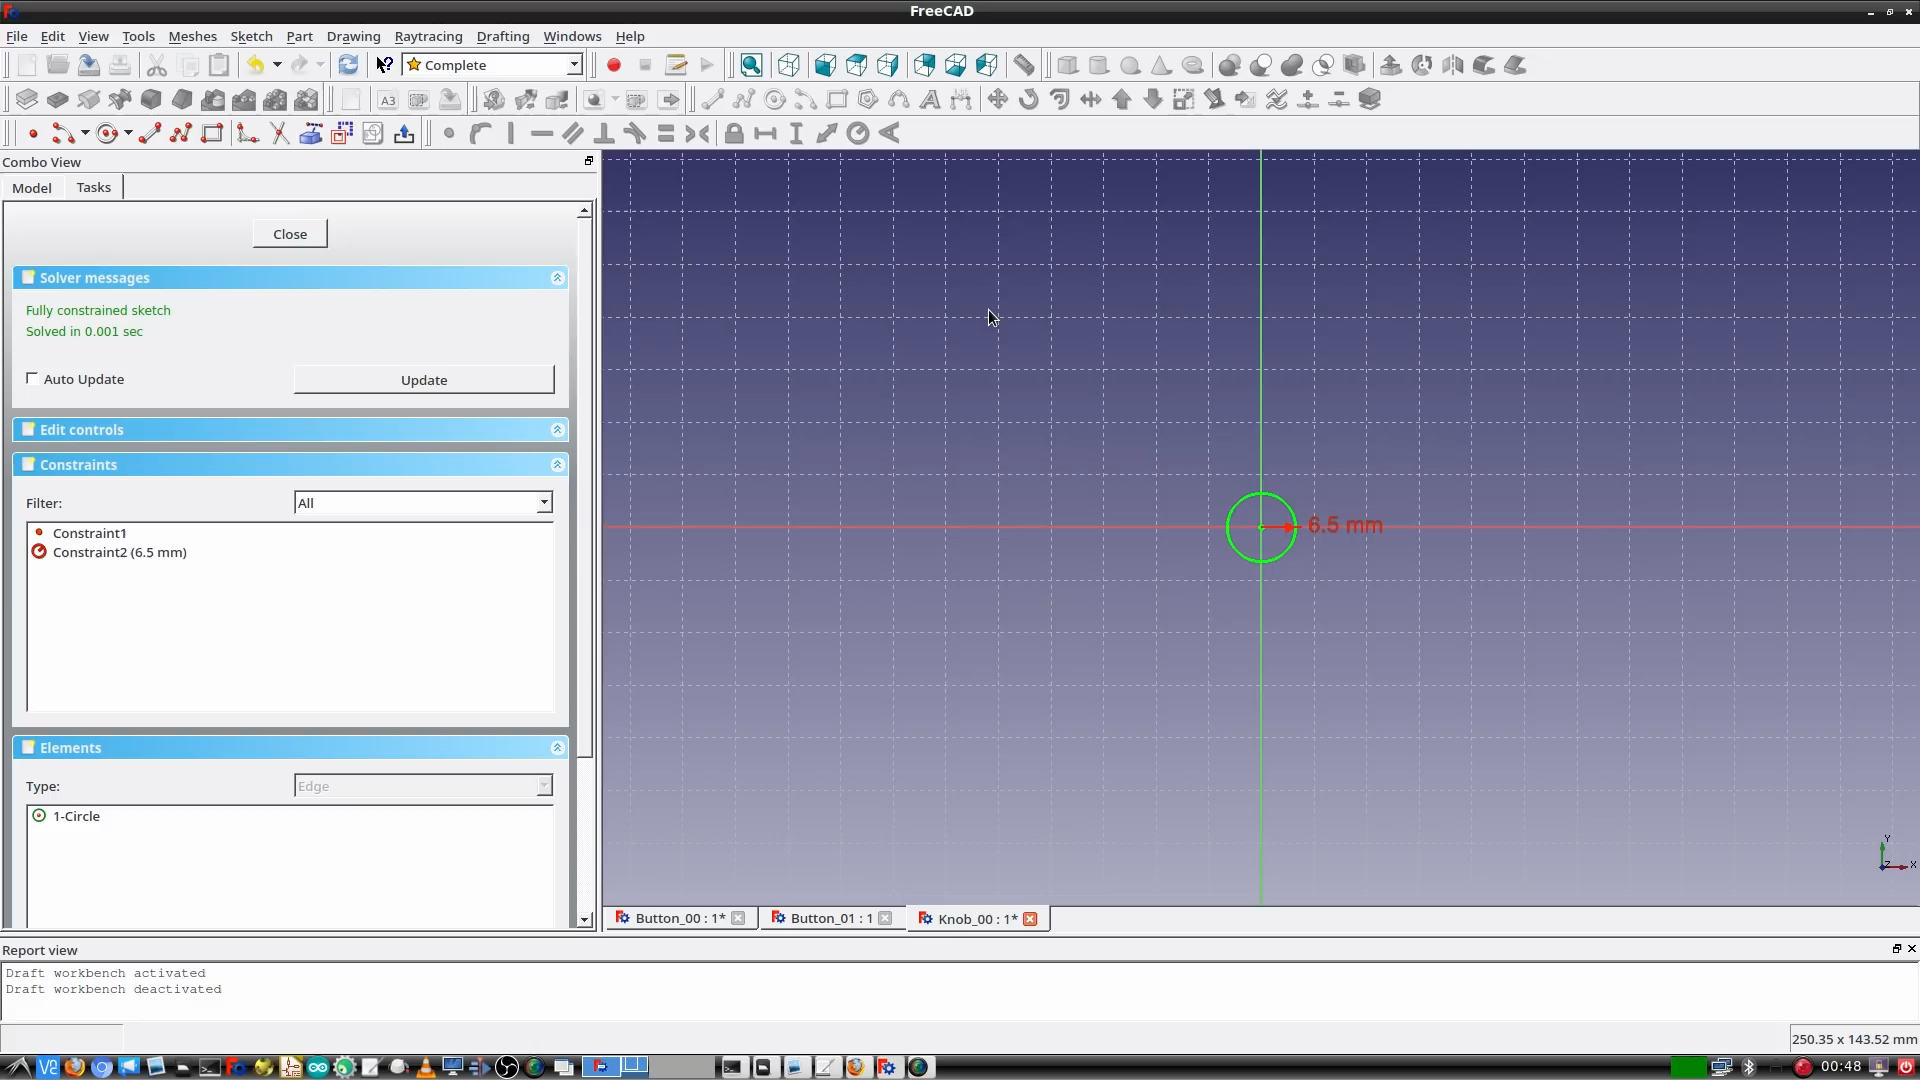 FreeCAD
File Edit View Tools Meshes Sketch Part Drawing Raytracing Drafting Windows Help
Complete
A3
Combo View
Model Tasks
Close
Solver messages
Fully constrained sketch
Solved in 0.001 sec
Auto Update Update
Edit controls
Constraints
Filter: All
Constraint1
Constraint2 (6.5 mm)
Elements
Type: Edge
1-Circle
6.5 mm
Y
Z X
Button_00 : 1* Button_01 : 1 Knob_00 : 1*
Report view
Draft workbench activated
Draft workbench deactivated
250.35 x 143.52 mm
00:48